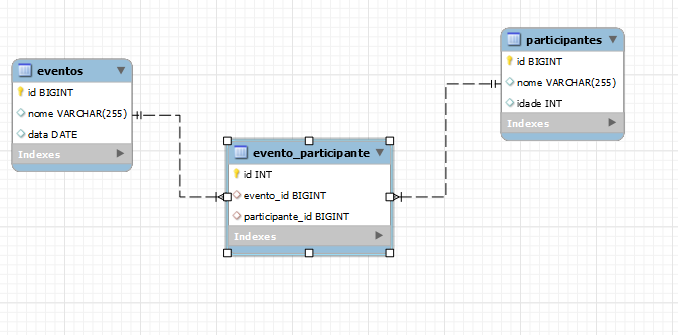 eventos
id BIGINT
nome VARCHAR(255)
data DATE
Indexes
participantes
id BIGINT
nome VARCHAR(255)
idade INT
Indexes
evento_participante
id INT
evento_id BIGINT
participante_id BIGINT
Indexes